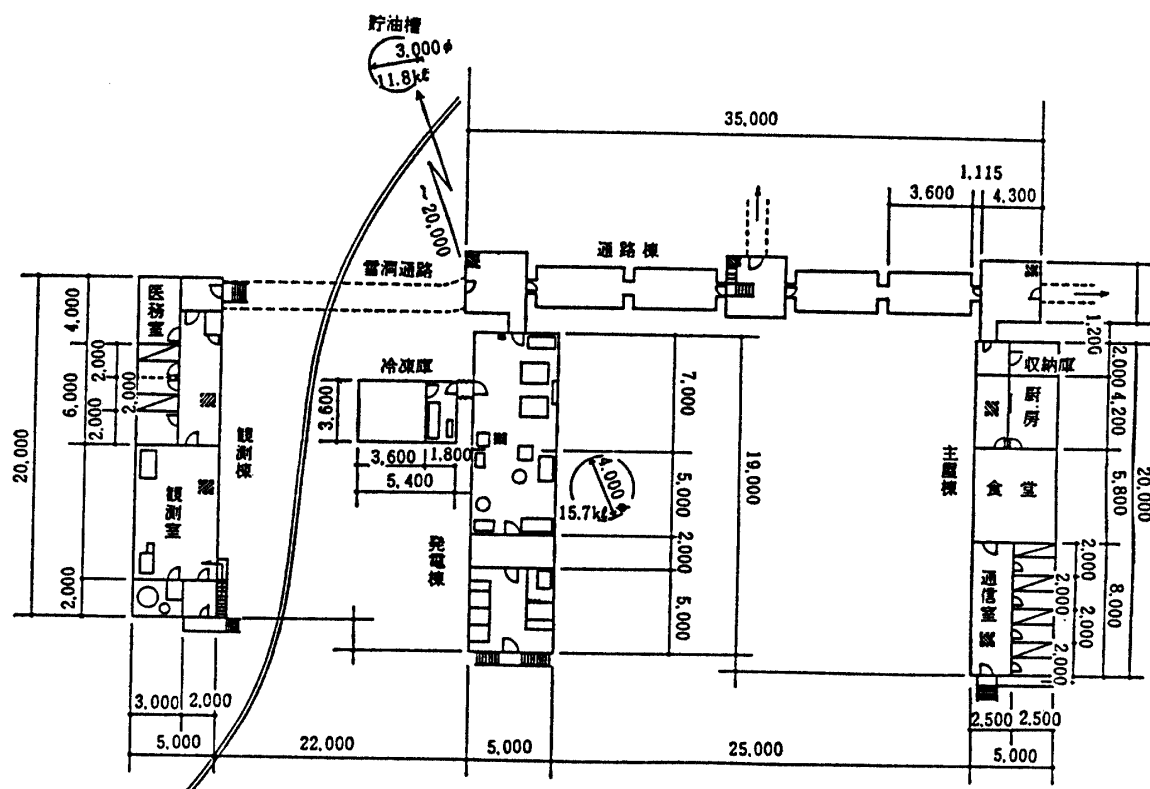 貯油槽
3.000φ
11.8kℓ
35,000
1,115
3,600
4,300
~20,000
通路棟
雪洞通路
1,200
医務室
4,000
2,000
6,000
2,000
2,000
20,000
観測棟
観測室
2,000
3,000
2,000
5,000
22,000
冷凍庫
3,600
3,600
1,800
5,400
発電棟
7,000
5,000
2,000
5,000
19,000
4.000φ
15.7kℓ
5,000
25,000
収納庫
厨房
主屋棟
食堂
通信室
2,000
4,200
5,800
8,000
20,000
2,000
2,000
2,000
2,000
2,500
2,500
5,000